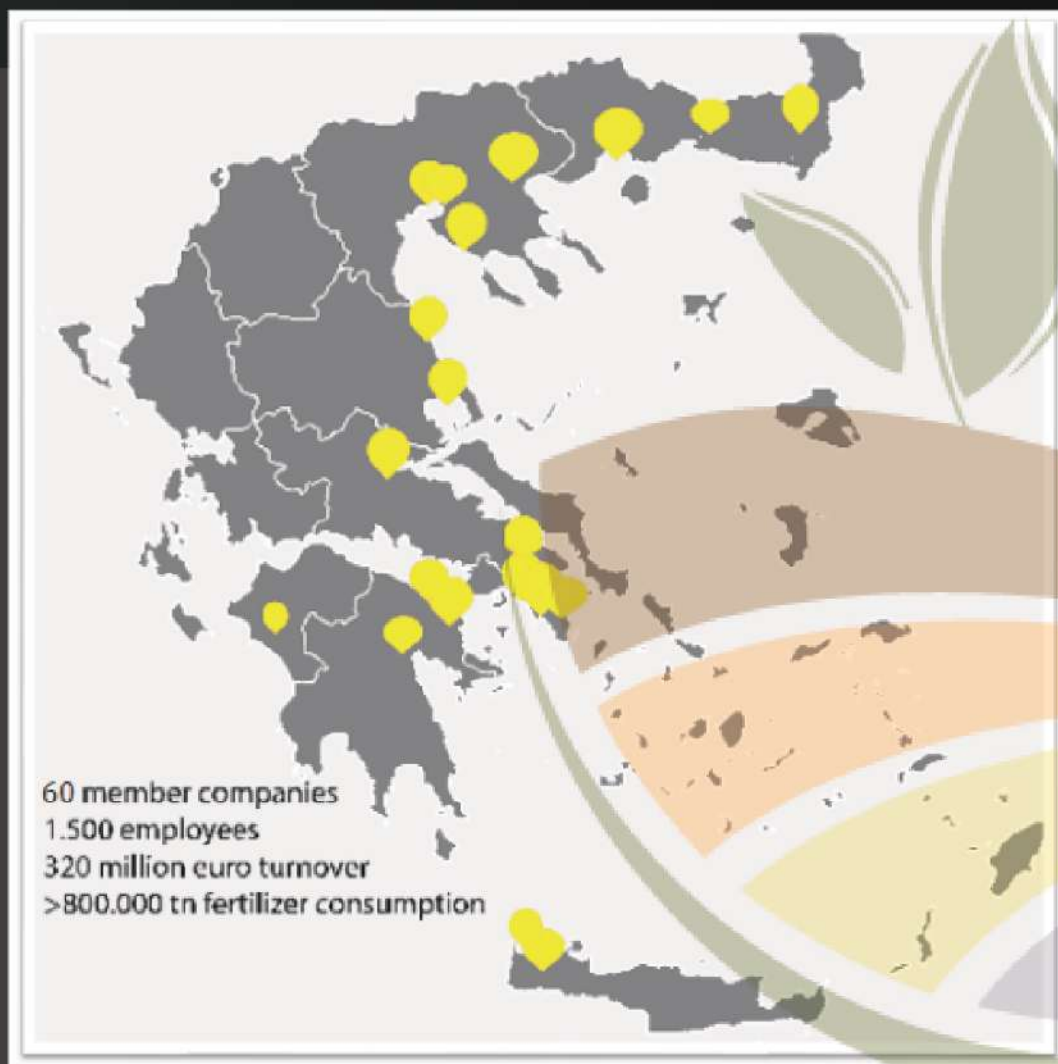 60 member companies
1.500 employees
320 million euro turnover
>800.000 tn fertilizer consumption